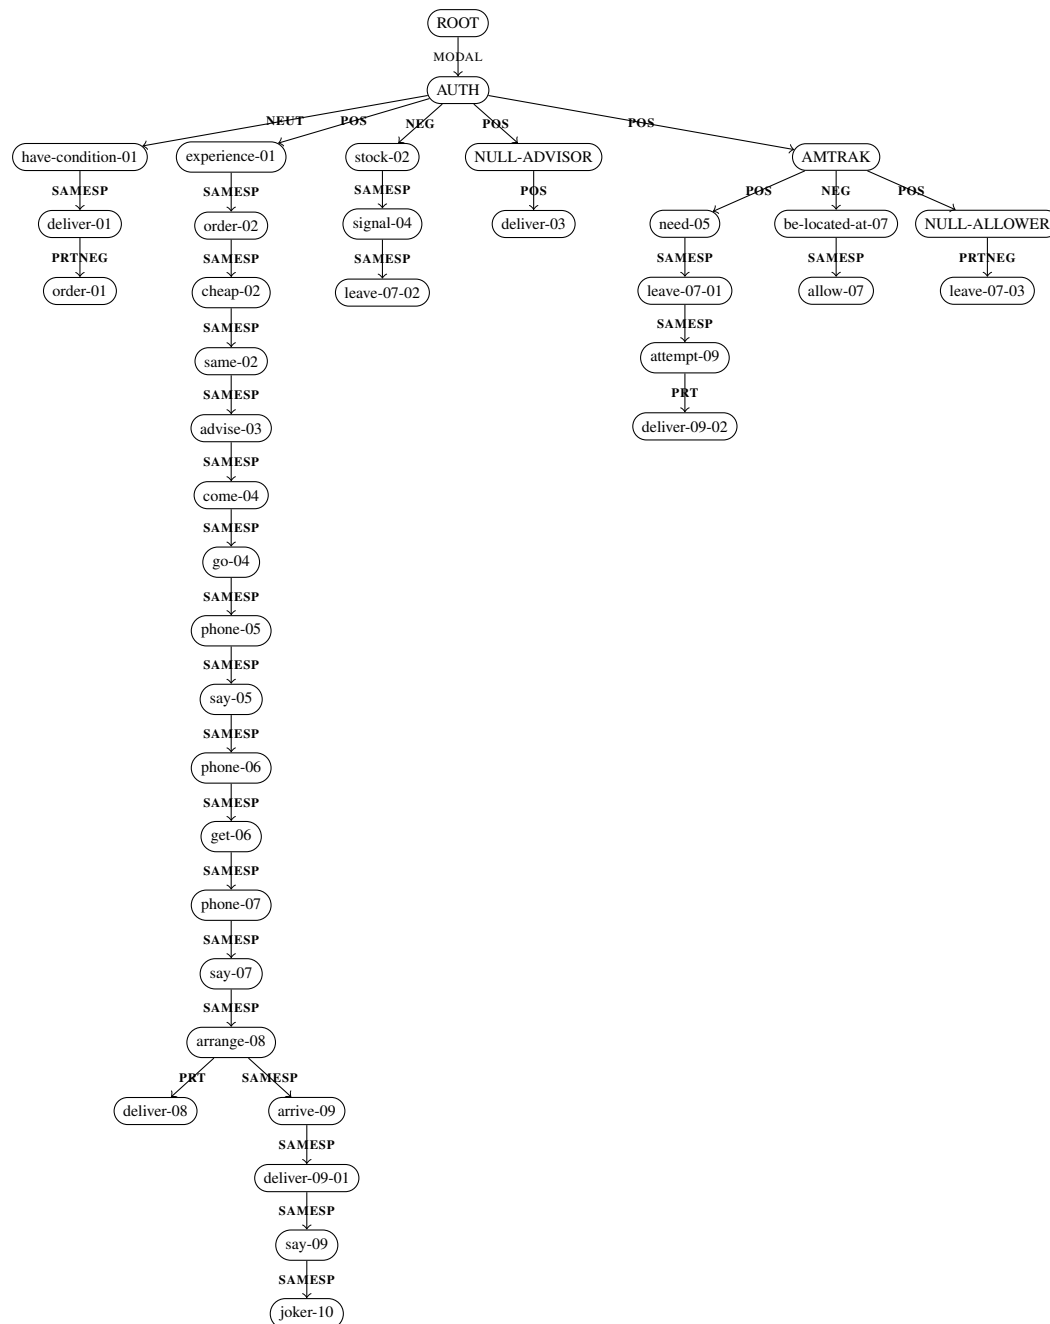 ROOT
MODAL
AUTH
NEUT POS NEG POS POS
have-condition-01 experience-01 stock-02 NULL-ADVISOR AMTRAK
SAMESP SAMESP SAMESP POS POS NEG POS
deliver-01 order-02 signal-04 deliver-03 need-05 be-located-at-07 NULL-ALLOWER
PRTNEG SAMESP SAMESP SAMESP SAMESP PRTNEG
order-01 cheap-02 leave-07-02 leave-07-01 allow-07 leave-07-03
SAMESP SAMESP
same-02 attempt-09
SAMESP PRT
advise-03 deliver-09-02
SAMESP
come-04
SAMESP
go-04
SAMESP
phone-05
SAMESP
say-05
SAMESP
phone-06
SAMESP
get-06
SAMESP
phone-07
SAMESP
say-07
SAMESP
arrange-08
PRT SAMESP
deliver-08 arrive-09
SAMESP
deliver-09-01
SAMESP
say-09
SAMESP
joker-10